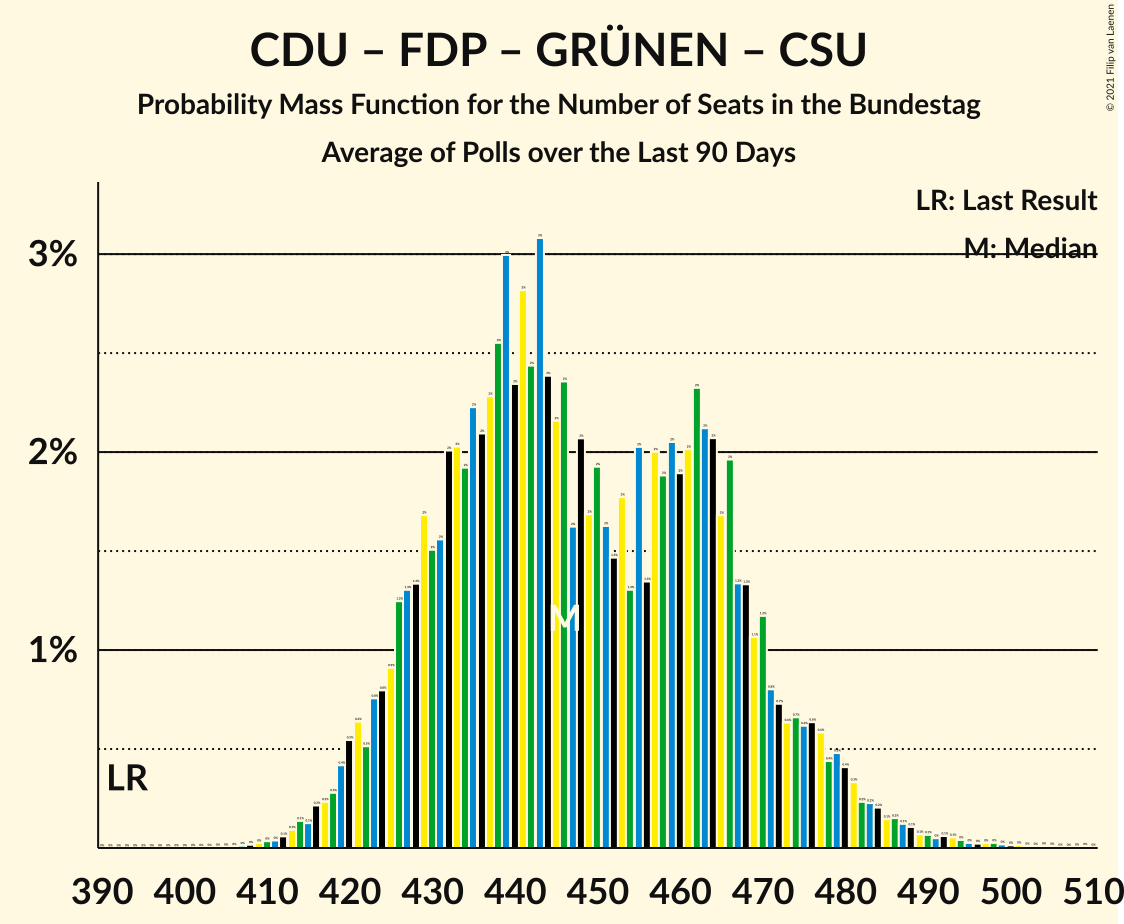 CDU – FDP – GRÜNEN – CSU
Probability Mass Function for the Number of Seats in the Bundestag
Average of Polls over the Last 90 Days
© 2021 Filip van Laenen
LR: Last Result
M: Median
3%
2%
1%
LR
M
390 400 410 420 430 440 450 460 470 480 490 500 510